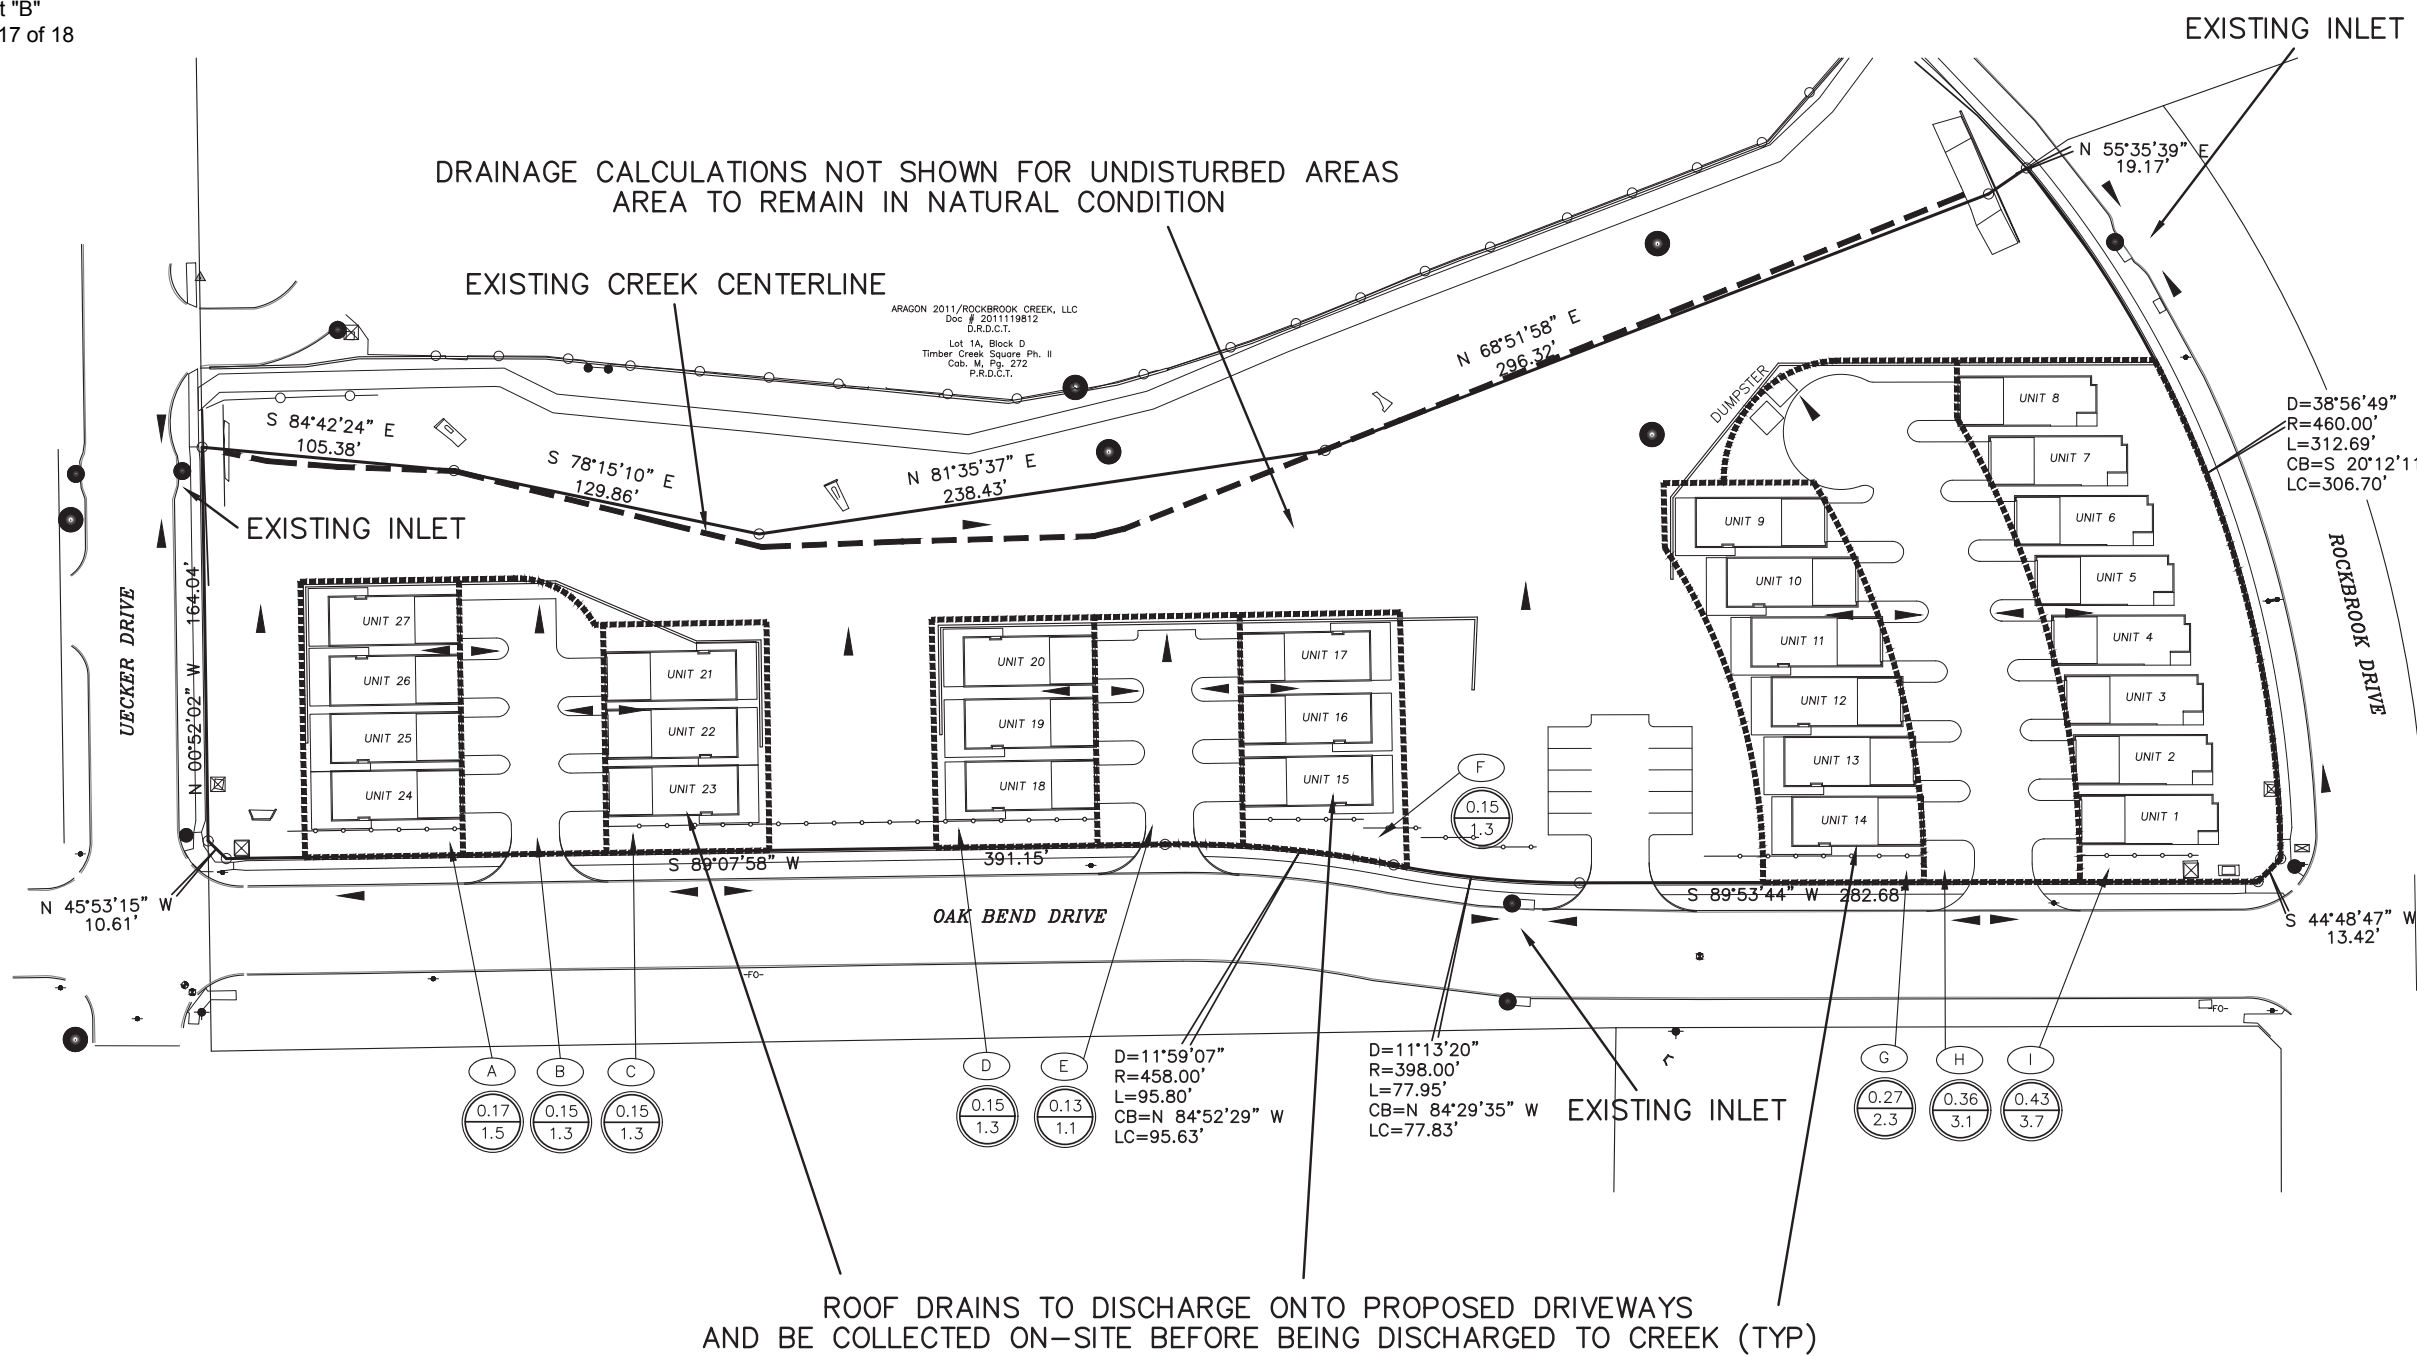 t "B"
17 of 18
EXISTING INLET
N 55°35'39" E
19.17'
DRAINAGE CALCULATIONS NOT SHOWN FOR UNDISTURBED AREAS
AREA TO REMAIN IN NATURAL CONDITION
EXISTING CREEK CENTERLINE
ARAGON 2011/ROCKBROOK CREEK, LLC
Doc # 2011119812
D.R.D.C.T.
Lot 1A, Block D
Timber Creek Square Ph. II
Cab. M, Pg. 272
P.R.D.C.T.
N 68°51'58" E
296.32'
DUMPSTER
D=38°56'49"
R=460.00'
L=312.69'
CB=S 20°12'11
LC=306.70'
S 84°42'24" E
105.38'
S 78°15'10" E
129.86'
N 81°35'37" E
238.43'
EXISTING INLET
UECKER DRIVE
N 00°52'02" W
164.04'
ROCKBROOK DRIVE
UNIT 8
UNIT 7
UNIT 6
UNIT 5
UNIT 4
UNIT 3
UNIT 2
UNIT 1
UNIT 9
UNIT 10
UNIT 11
UNIT 12
UNIT 13
UNIT 14
UNIT 27
UNIT 26
UNIT 25
UNIT 24
UNIT 21
UNIT 22
UNIT 23
UNIT 20
UNIT 19
UNIT 18
UNIT 17
UNIT 16
UNIT 15
F
0.15
1.3
S 89°07'58" W
391.15'
S 89°53'44" W
282.68'
N 45°53'15" W
10.61'
OAK BEND DRIVE
S 44°48'47" W
13.42'
-FO-
-FO-
A
0.17
1.5
B
0.15
1.3
C
0.15
1.3
D
0.15
1.3
E
0.13
1.1
D=11°59'07"
R=458.00'
L=95.80'
CB=N 84°52'29" W
LC=95.63'
D=11°13'20"
R=398.00'
L=77.95'
CB=N 84°29'35" W
LC=77.83'
EXISTING INLET
G
0.27
2.3
H
0.36
3.1
I
0.43
3.7
ROOF DRAINS TO DISCHARGE ONTO PROPOSED DRIVEWAYS
AND BE COLLECTED ON-SITE BEFORE BEING DISCHARGED TO CREEK (TYP)